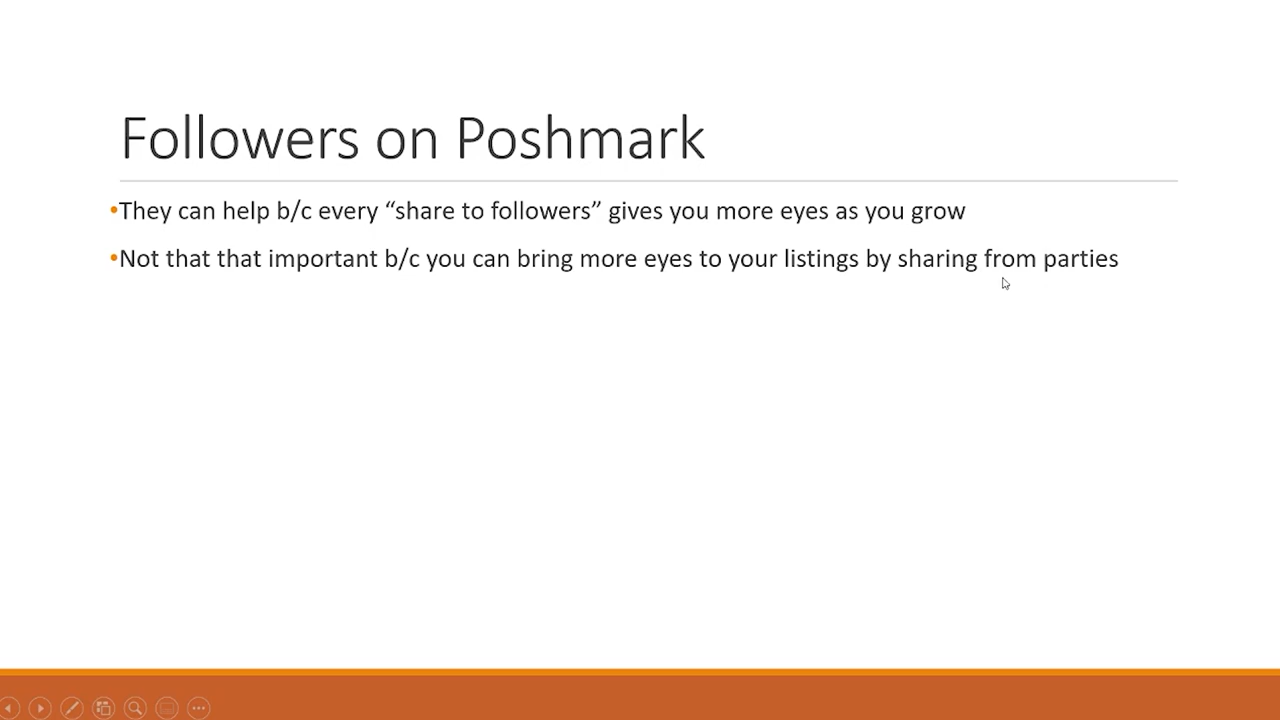 Followers on Poshmark
•They can help b/c every “share to followers” gives you more eyes as you grow
•Not that that important b/c you can bring more eyes to your listings by sharing from parties